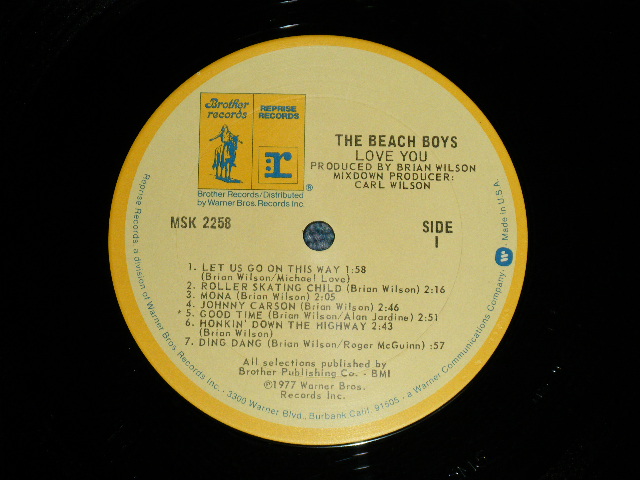 Brother
records
REPRISE
RECORDS
r
®
Brother Records/Distributed
by Warner Bros. Records Inc.
THE BEACH BOYS
LOVE YOU
PRODUCED BY BRIAN WILSON
MIXDOWN PRODUCER:
CARL WILSON
MSK 2258
SIDE
1
1. LET US GO ON THIS WAY 1:58
(Brian Wilson/Michael Love)
2. ROLLER SKATING CHILD (Brian Wilson) 2:16
3. MONA (Brian Wilson) 2:05
4. JOHNNY CARSON (Brian Wilson) 2:46
*5. GOOD TIME (Brian Wilson/Alan Jardine) 2:51
6. HONKIN' DOWN THE HIGHWAY 2:43
(Brian Wilson)
7. DING DANG (Brian Wilson/Roger McGuinn) :57
All selections published by
Brother Publishing Co. - BMI
©1977 Warner Bros.
Records Inc.
Reprise Records, a division of Warner Bros. Records Inc. - 3300 Warner Blvd., Burbank, Calif. 91505 - a Warner Communications Company - Made in U.S.A.